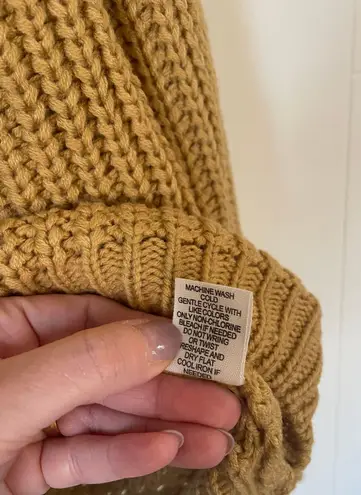 MACHINE WASH
COLD
GENTLE CYCLE WITH
LIKE COLORS
ONLY NON-CHLORINE
BLEACH IF NEEDED
DO NOT WRING
OR TWIST
RESHAPE AND
DRY FLAT
COOL IRON IF
NEEDED